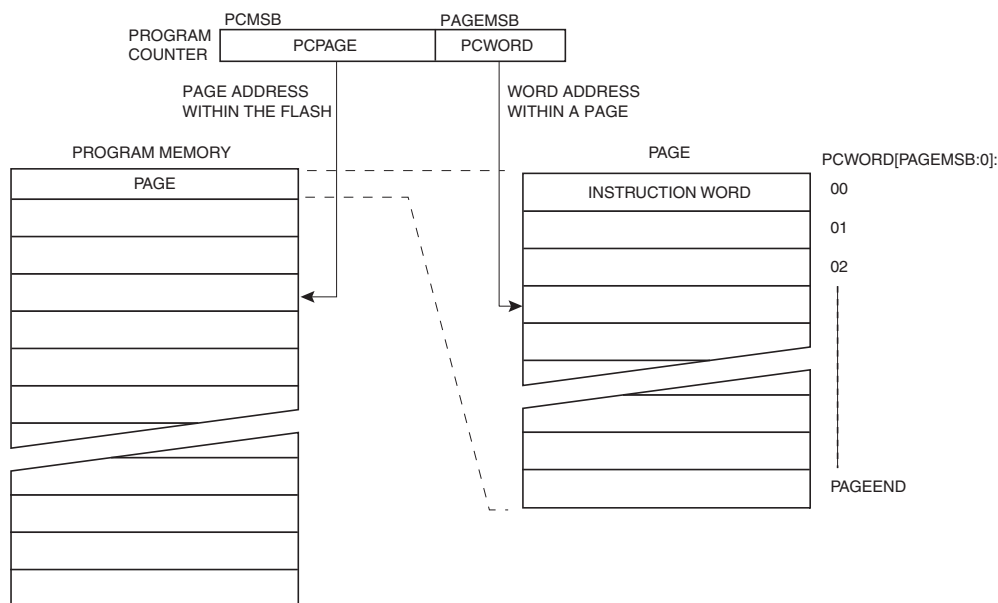 PCMSB
PAGEMSB
PROGRAM
COUNTER
PCPAGE
PCWORD
PAGE ADDRESS
WITHIN THE FLASH
WORD ADDRESS
WITHIN A PAGE
PROGRAM MEMORY
PAGE
PAGE
PCWORD[PAGEMSB:0]:
INSTRUCTION WORD
00
01
02
PAGEEND